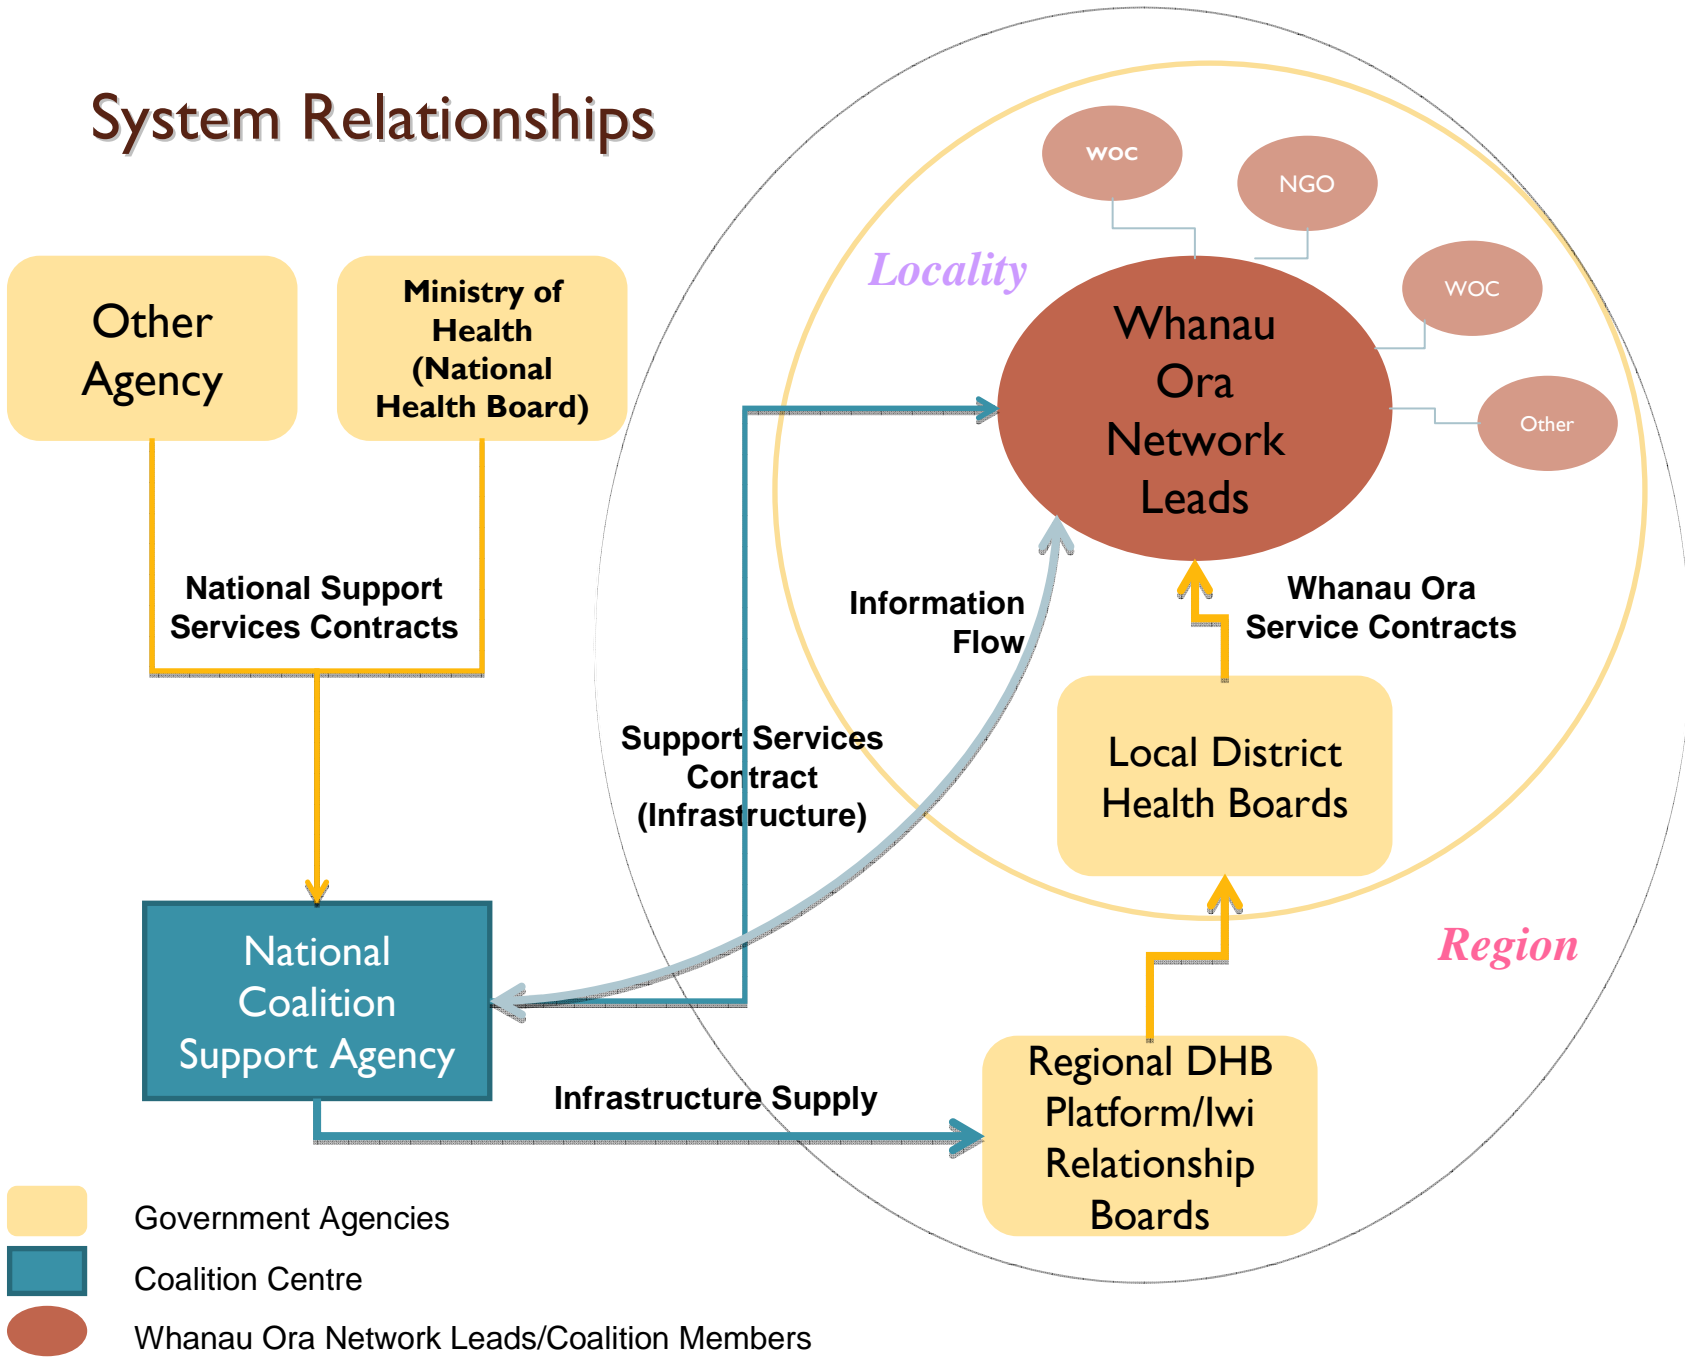 System Relationships
WOC
NGO
Locality
WOC
Other
Other
Agency
Ministry of
Health
(National
Health Board)
Whanau
Ora
Network
Leads
National Support
Services Contracts
Information
Flow
Whanau Ora
Service Contracts
Support Services
Contract
(Infrastructure)
Local District
Health Boards
Region
National
Coalition
Support Agency
Infrastructure Supply
Regional DHB
Platform/Iwi
Relationship
Boards
Government Agencies
Coalition Centre
Whanau Ora Network Leads/Coalition Members